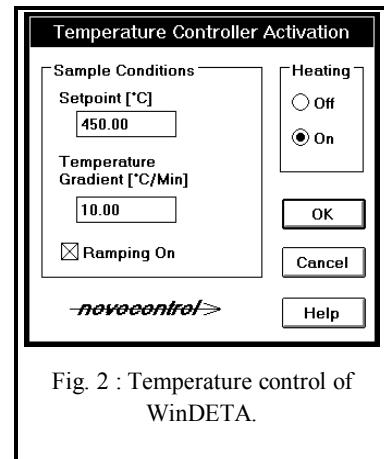 Temperature Controller Activation
Sample Conditions
Setpoint [°C]
450.00
Temperature
Gradient [°C/Min]
10.00
Ramping On
Heating
Off
On
OK
Cancel
Help
novocontrol
Fig. 2 : Temperature control of
WinDETA.